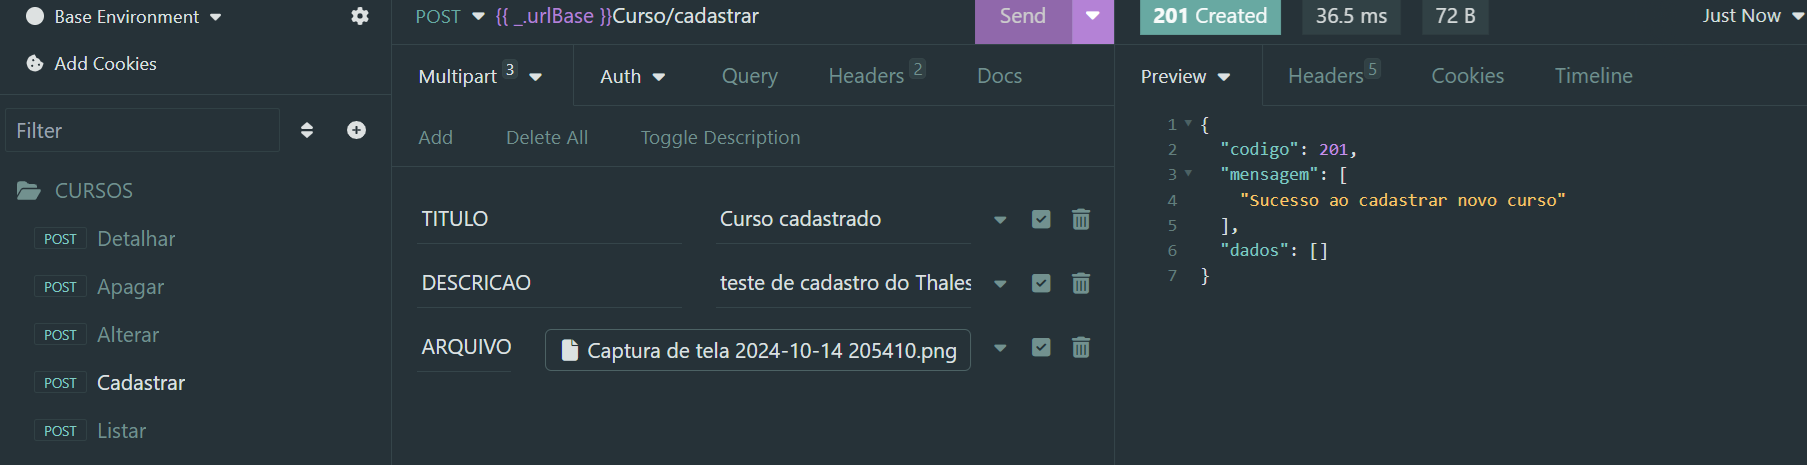 Base Environment
Add Cookies
Filter
CURSOS
POST Detalhar
POST Apagar
POST Alterar
POST Cadastrar
POST Listar
POST {{ _.urlBase }}Curso/cadastrar Send
Multipart 3 Auth Query Headers 2 Docs
Add Delete All Toggle Description
TITULO Curso cadastrado
DESCRICAO teste de cadastro do Thales
ARQUIVO Captura de tela 2024-10-14 205410.png
201 Created 36.5 ms 72 B Just Now
Preview Headers 5 Cookies Timeline
1 {
2 "codigo": 201,
3 "mensagem": [
4 "Sucesso ao cadastrar novo curso"
5 ],
6 "dados": []
7 }